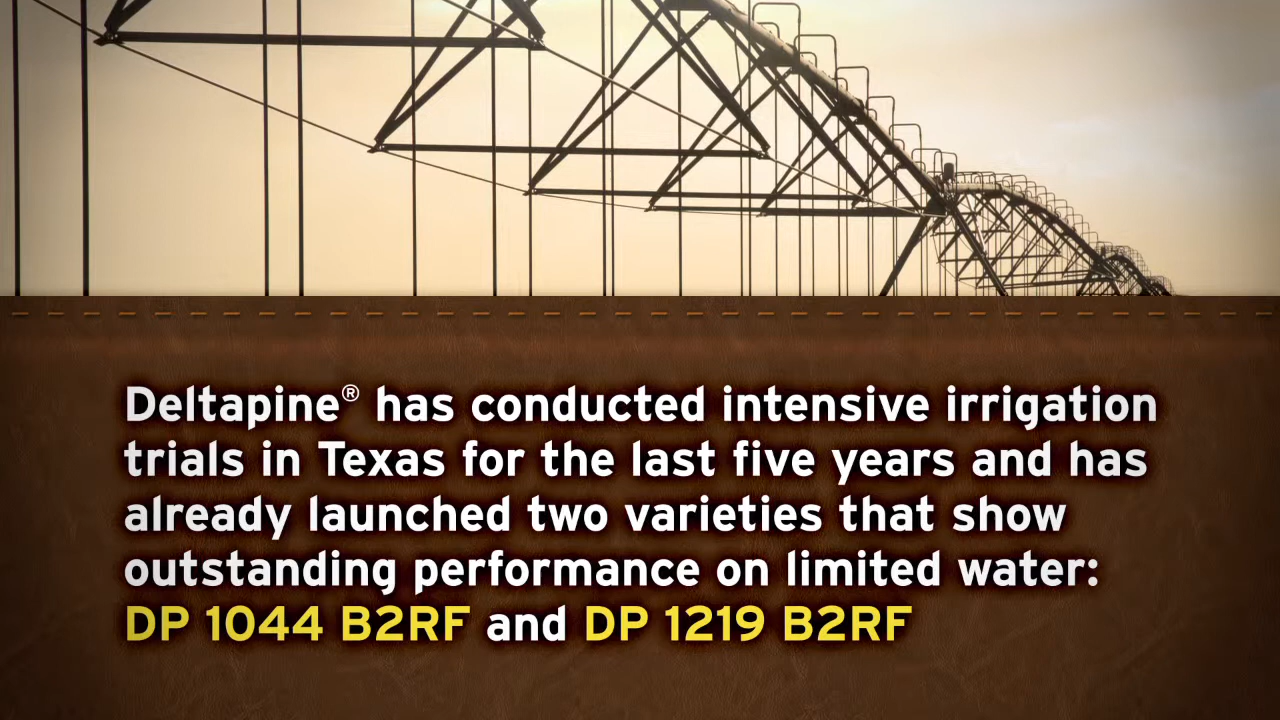 Deltapine® has conducted intensive irrigation
trials in Texas for the last five years and has
already launched two varieties that show
outstanding performance on limited water:
DP 1044 B2RF and DP 1219 B2RF